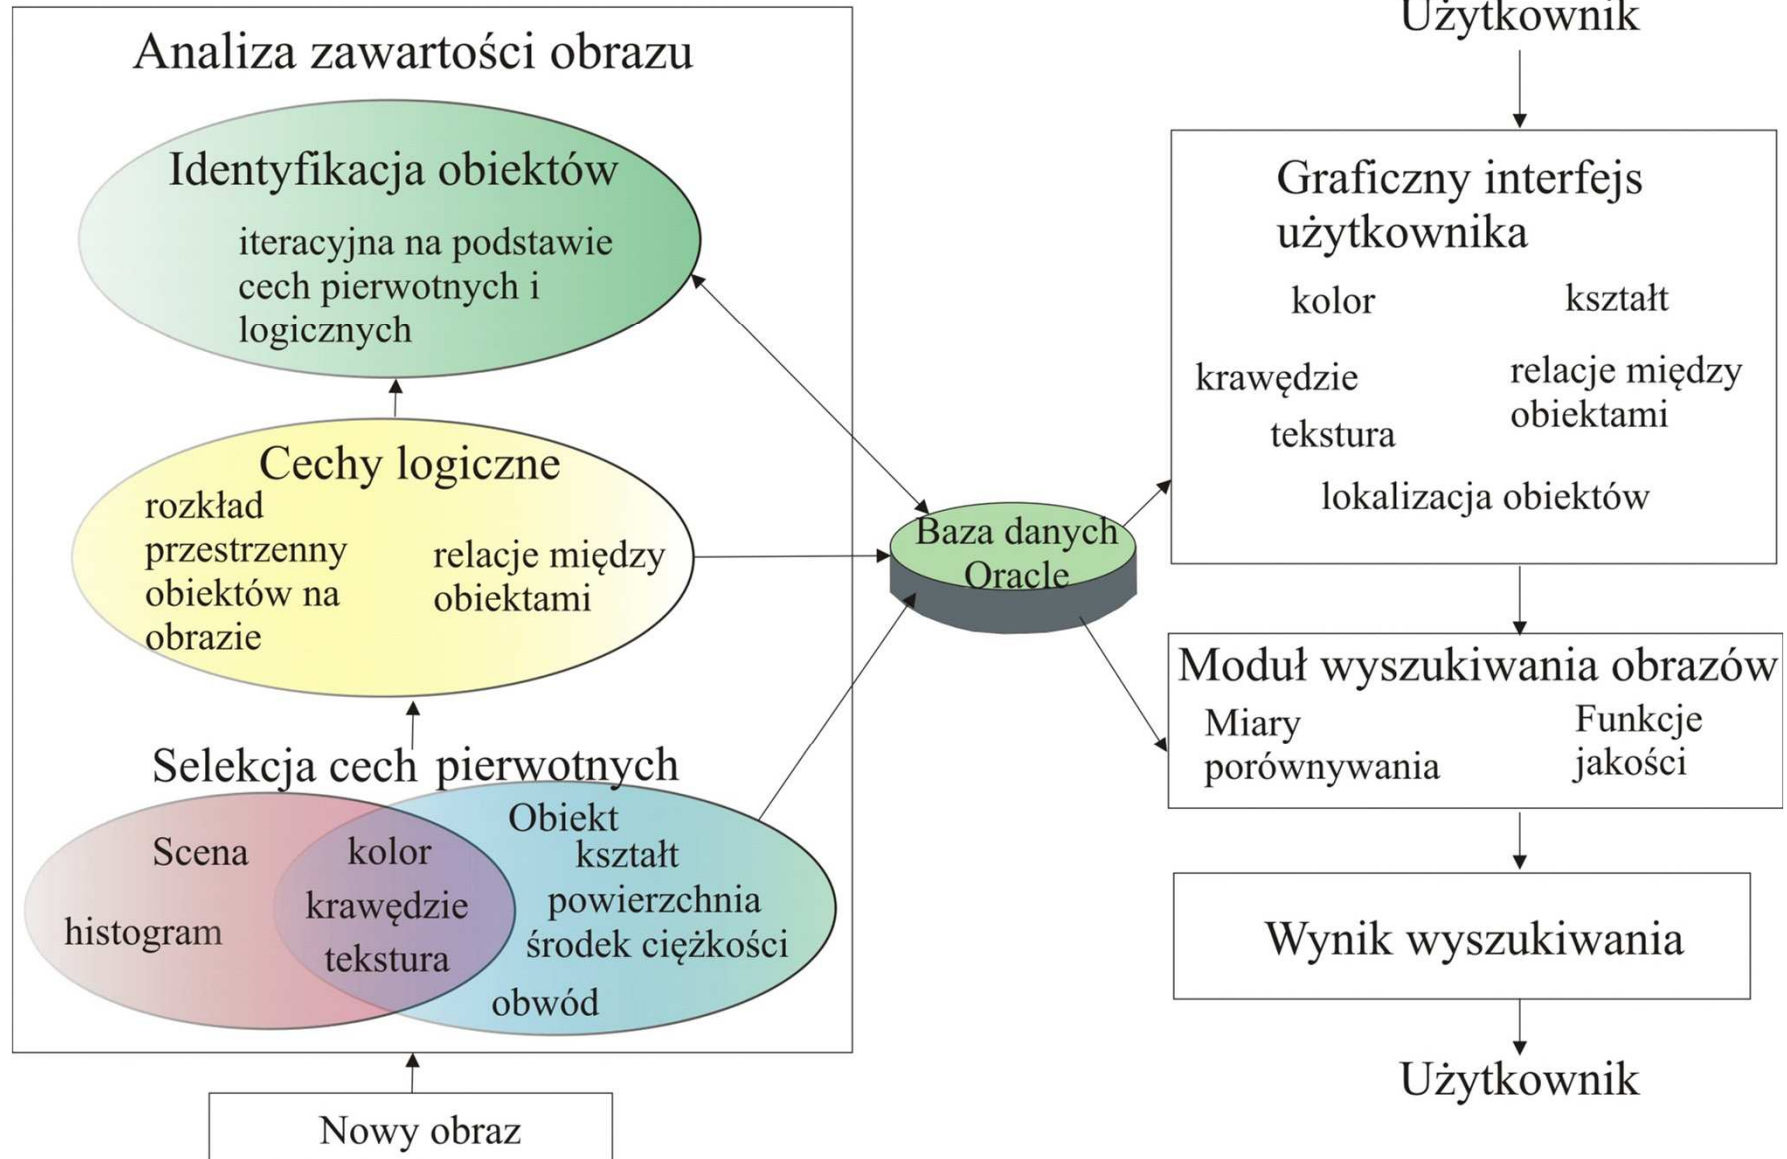 Analiza zawartości obrazu
Identyfikacja obiektów
iteracyjna na podstawie
cech pierwotnych i
logicznych
Cechy logiczne
rozkład
przestrzenny
obiektów na
obrazie
relacje między
obiektami
Selekcja cech pierwotnych
Scena
histogram
kolor
krawędzie
tekstura
Obiekt
kształt
powierzchnia
środek ciężkości
obwód
Nowy obraz
Baza danych
Oracle
Użytkownik
Graficzny interfejs
użytkownika
kolor
kształt
krawędzie
relacje między
obiektami
tekstura
lokalizacja obiektów
Moduł wyszukiwania obrazów
Miary
porównywania
Funkcje
jakości
Wynik wyszukiwania
Użytkownik